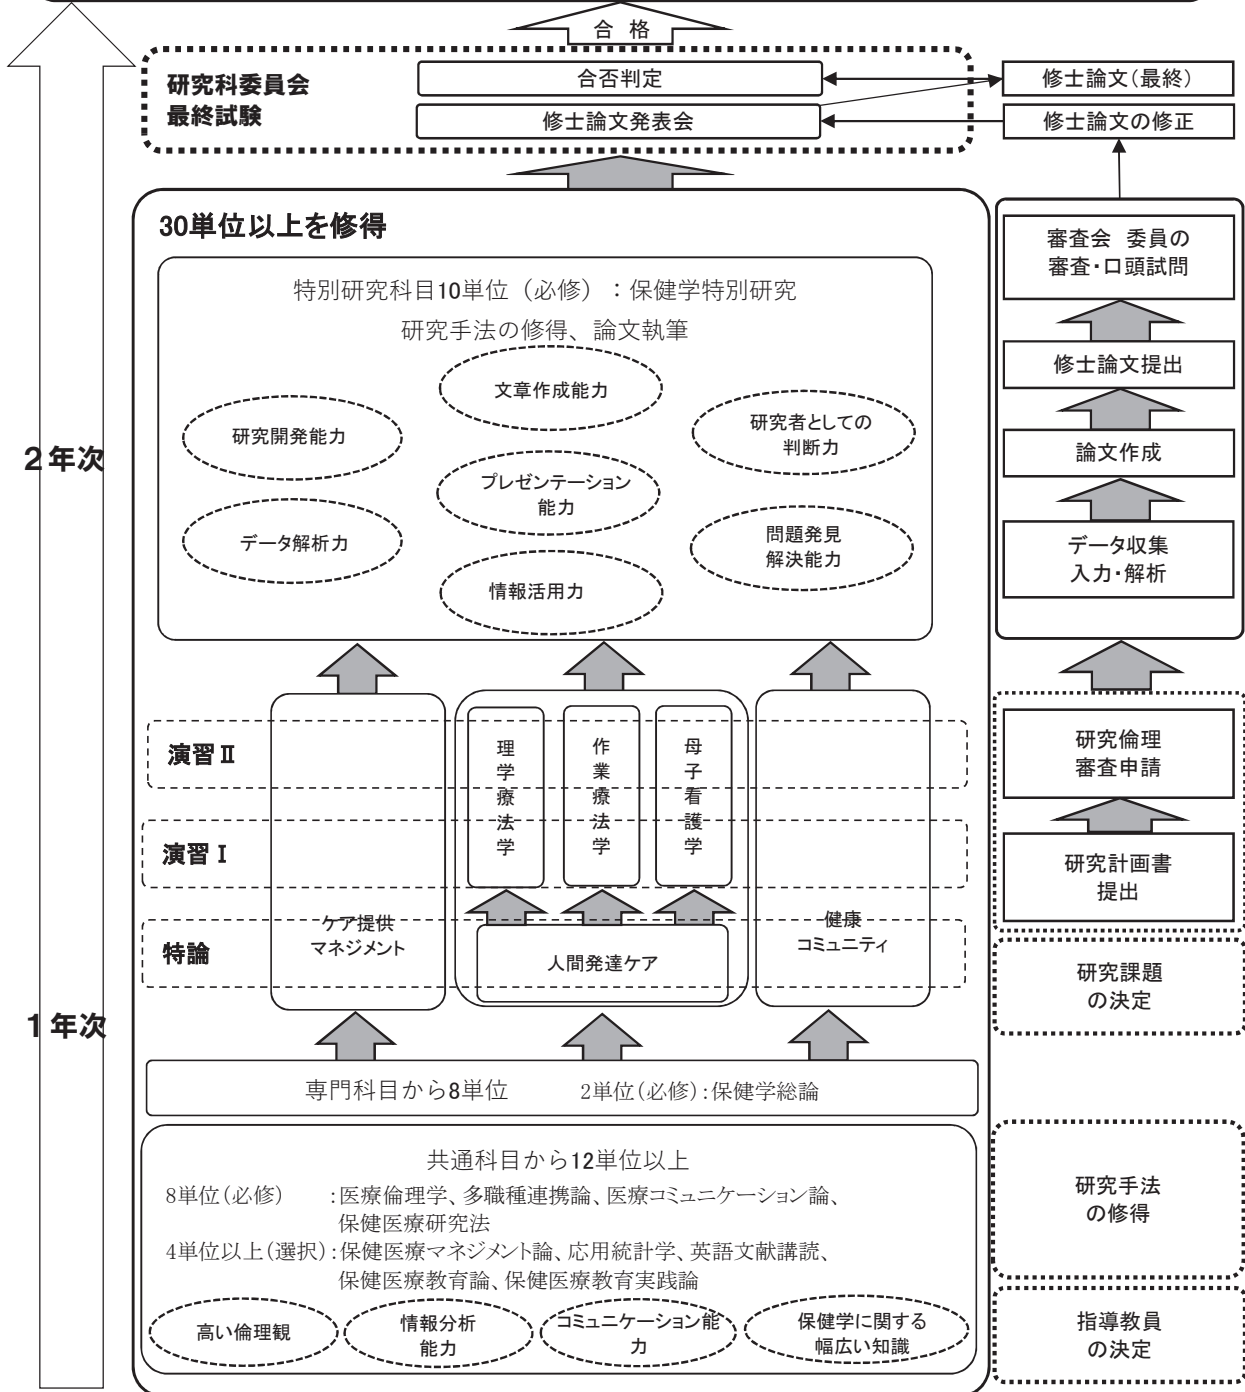 合 格
研究科委員会
最終試験
合否判定
修士論文発表会
修士論文（最終）
修士論文の修正
30単位以上を修得
特別研究科目10単位（必修）：保健学特別研究
研究手法の修得、論文執筆
文章作成能力
研究開発能力
研究者としての
判断力
プレゼンテーション
能力
データ解析力
問題発見
解決能力
情報活用力
審査会 委員の
審査・口頭試問
修士論文提出
論文作成
データ収集
入力・解析
2年次
演習Ⅱ
演習Ⅰ
特論
理学療法学
作業療法学
母子看護学
ケア提供
マネジメント
人間発達ケア
健康
コミュニティ
研究倫理
審査申請
研究計画書
提出
研究課題
の決定
1年次
専門科目から8単位 2単位（必修）：保健学総論
共通科目から12単位以上
8単位（必修） ：医療倫理学、多職種連携論、医療コミュニケーション論、
保健医療研究法
4単位以上（選択）：保健医療マネジメント論、応用統計学、英語文献講読、
保健医療教育論、保健医療教育実践論
高い倫理観
情報分析
能力
コミュニケーション能
力
保健学に関する
幅広い知識
研究手法
の修得
指導教員
の決定